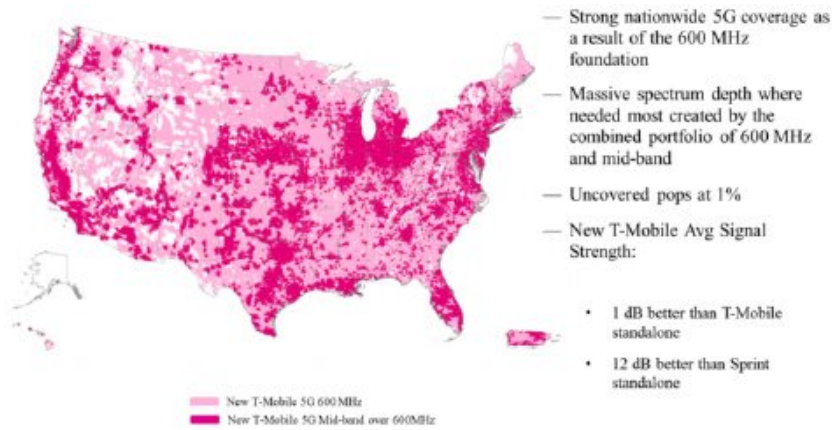 — Strong nationwide 5G coverage as
a result of the 600 MHz
foundation
— Massive spectrum depth where
needed most created by the
combined portfolio of 600 MHz
and mid-band
— Uncovered pops at 1%
— New T-Mobile Avg Signal
Strength:
• 1 dB better than T-Mobile
standalone
• 12 dB better than Sprint
standalone
New T-Mobile 5G 600 MHz
New T-Mobile 5G Mid-band over 600MHz